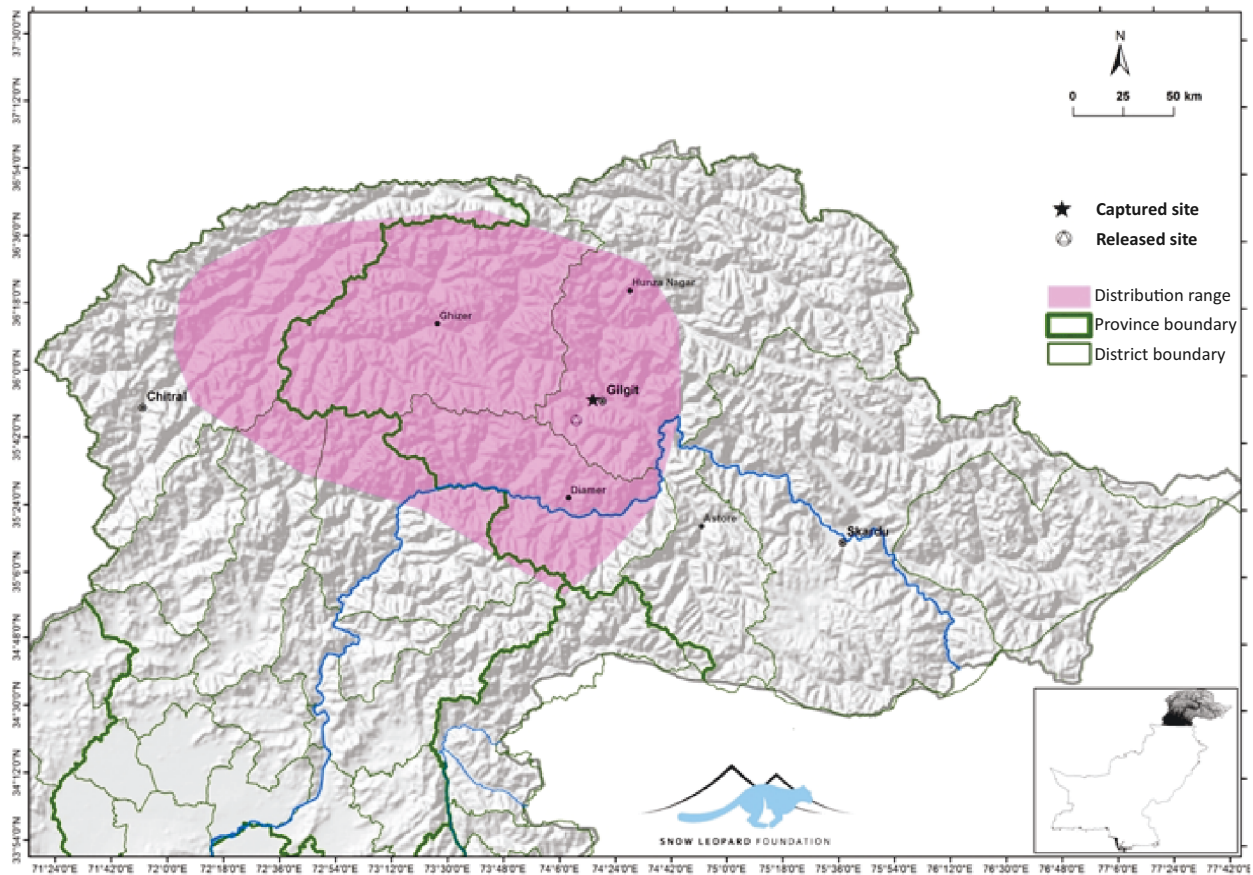 37°30'0"N
37°12'0"N
36°54'0"N
36°36'0"N
36°18'0"N
36°0'0"N
35°42'0"N
35°24'0"N
35°6'0"N
34°48'0"N
34°30'0"N
34°12'0"N
33°54'0"N
N
0 25 50 km
Captured site
Released site
Distribution range
Province boundary
District boundary
Hunza Nagar
Ghizer
Gilgit
Chitral
Diamer
Astore
Skardu
SNOW LEOPARD FOUNDATION
71°24'0"E 71°42'0"E 72°0'0"E 72°18'0"E 72°36'0"E 72°54'0"E 73°12'0"E 73°30'0"E 73°48'0"E 74°6'0"E 74°24'0"E 74°42'0"E 75°0'0"E 75°18'0"E 75°36'0"E 75°54'0"E 76°12'0"E 76°30'0"E 76°48'0"E 77°6'0"E 77°24'0"E 77°42'0"E